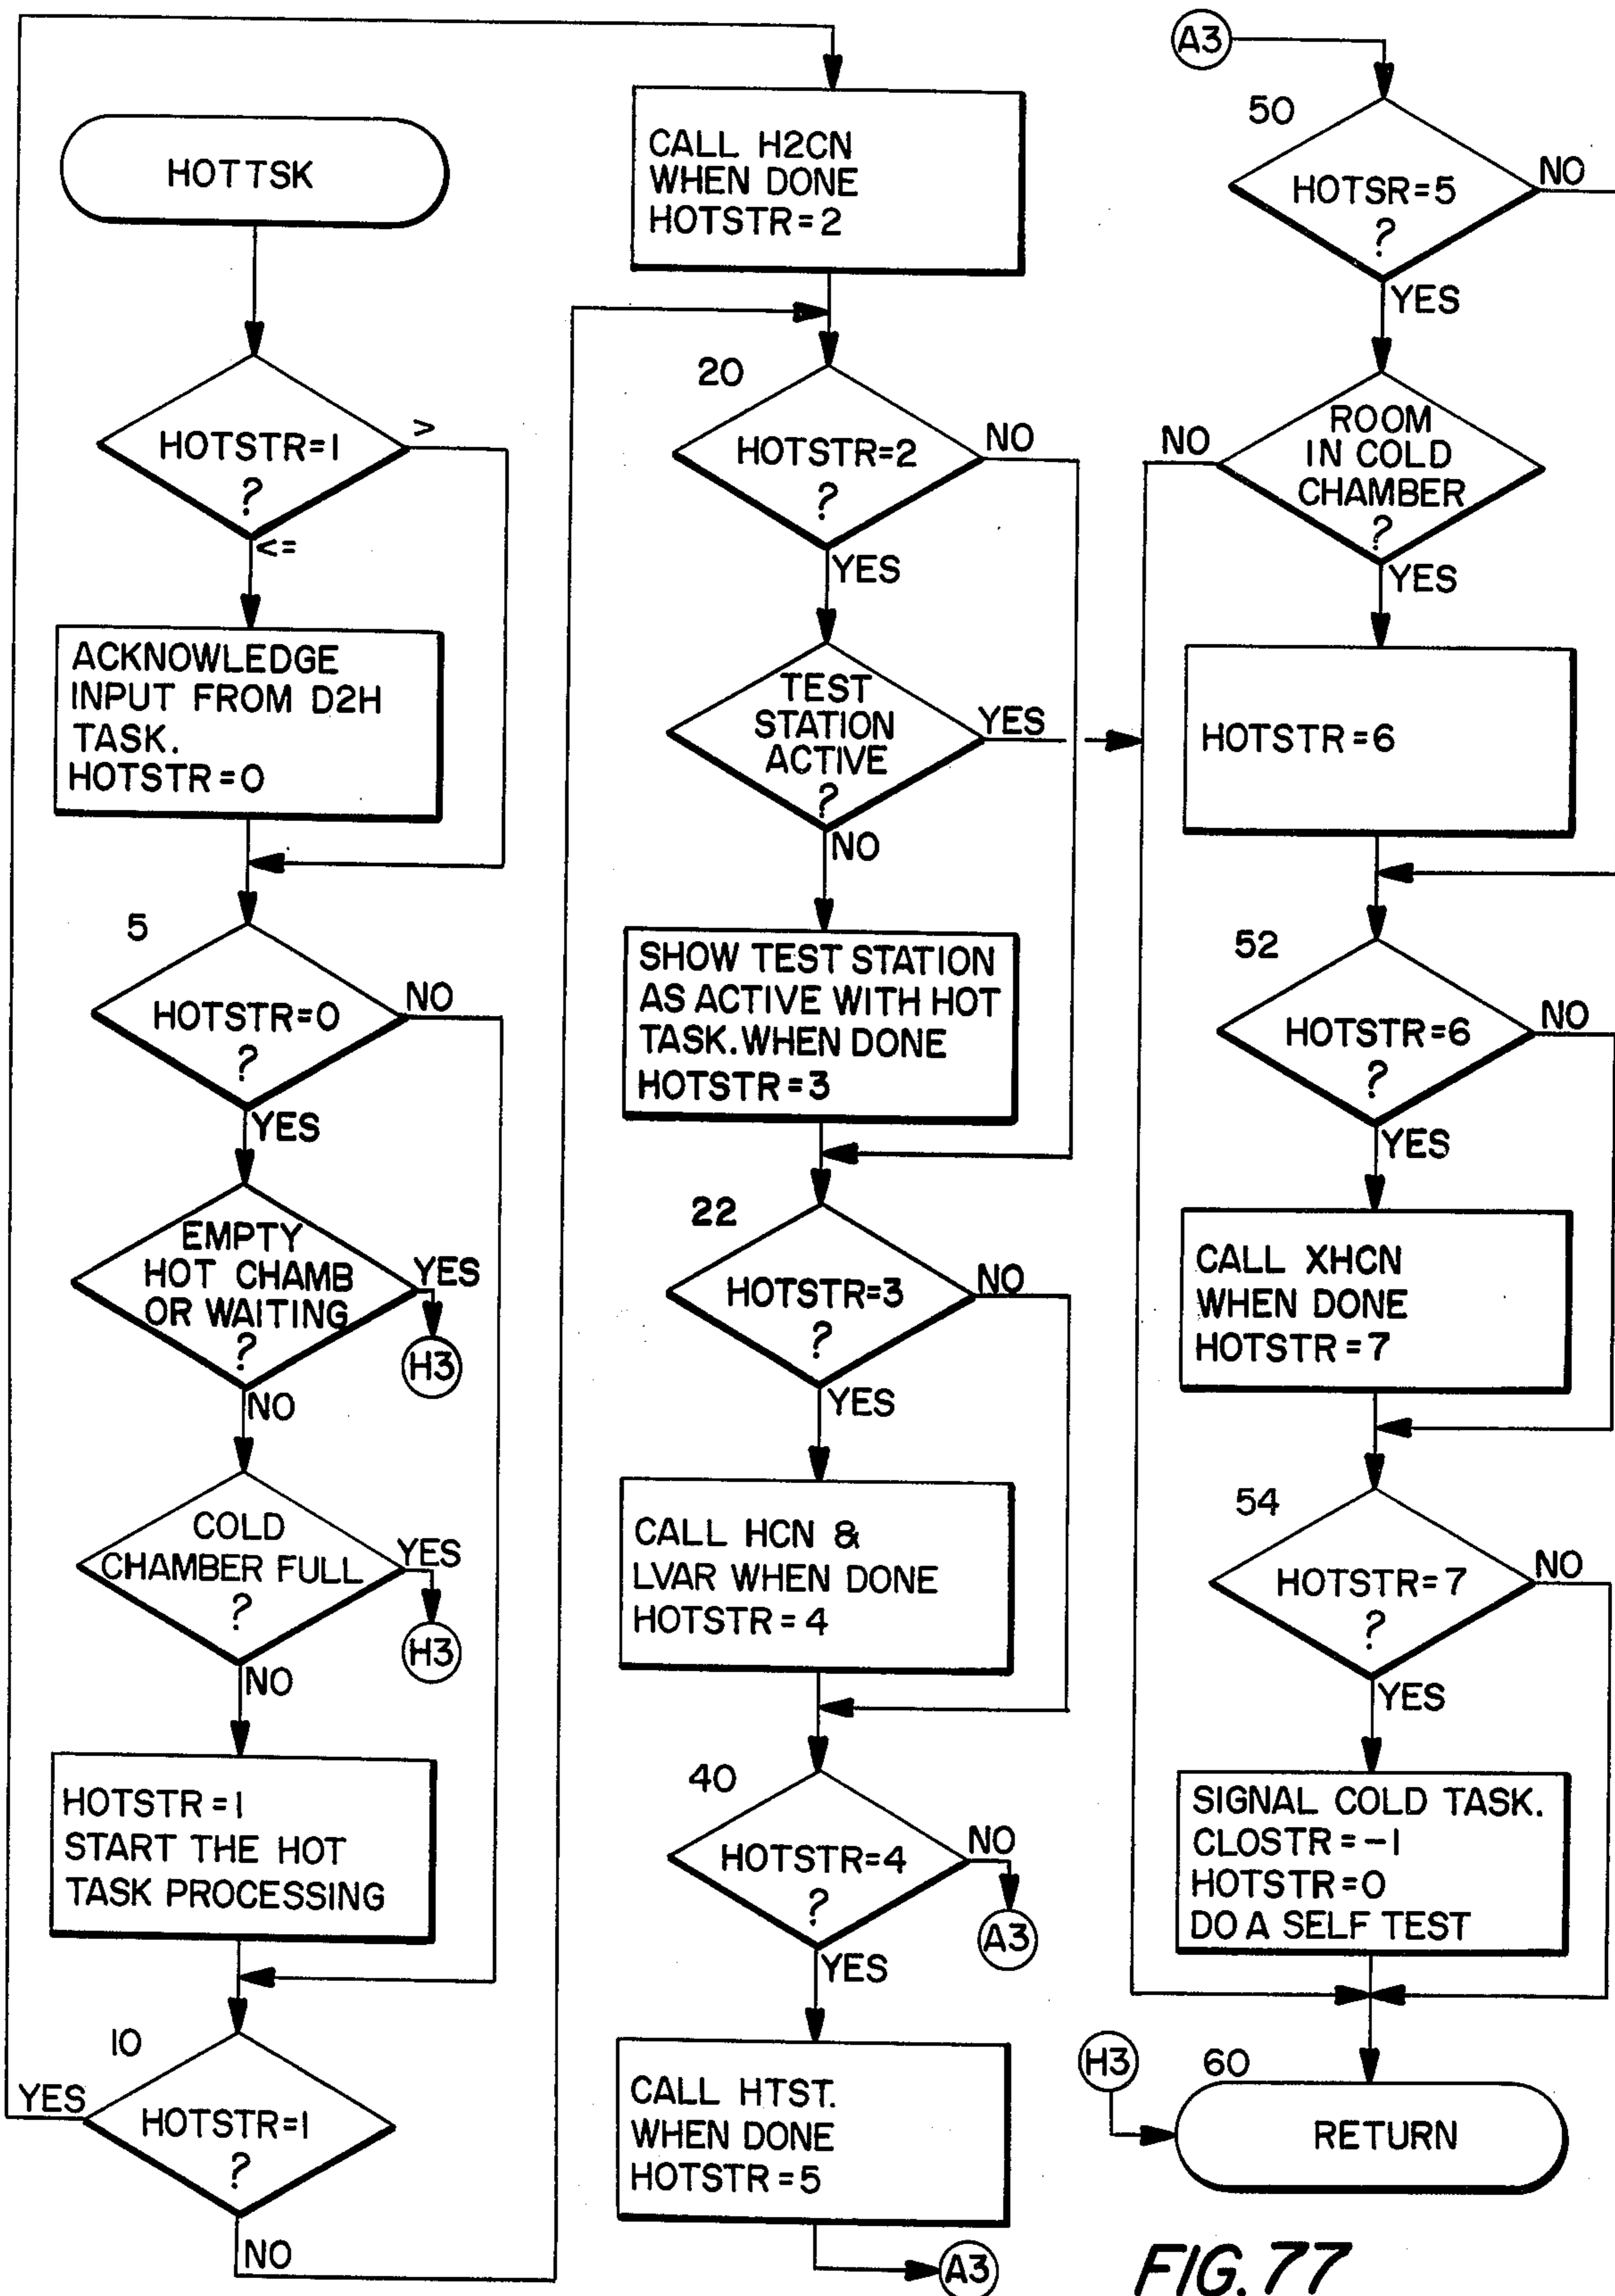 HOTTSK
HOTSTR=1
?
>
<=
ACKNOWLEDGE
INPUT FROM D2H
TASK.
HOTSTR=0
5
HOTSTR=0
?
NO
YES
EMPTY
HOT CHAMB
OR WAITING
?
YES
H3
NO
COLD
CHAMBER FULL
?
YES
H3
NO
HOTSTR=1
START THE HOT
TASK PROCESSING
10
YES
HOTSTR=1
?
NO
CALL H2CN
WHEN DONE
HOTSTR=2
20
HOTSTR=2
?
NO
YES
TEST
STATION
ACTIVE
?
YES
NO
SHOW TEST STATION
AS ACTIVE WITH HOT
TASK. WHEN DONE
HOTSTR=3
22
HOTSTR=3
?
NO
YES
CALL HCN &
LVAR WHEN DONE
HOTSTR=4
40
HOTSTR=4
?
NO
A3
YES
CALL HTST.
WHEN DONE
HOTSTR=5
A3
A3
50
HOTSR=5
?
NO
YES
ROOM
IN COLD
CHAMBER
?
NO
YES
HOTSTR=6
52
HOTSTR=6
?
NO
YES
CALL XHCN
WHEN DONE
HOTSTR=7
54
HOTSTR=7
?
NO
YES
SIGNAL COLD TASK.
CLOSTR=-1
HOTSTR=0
DO A SELF TEST
H3
60
RETURN
FIG. 77